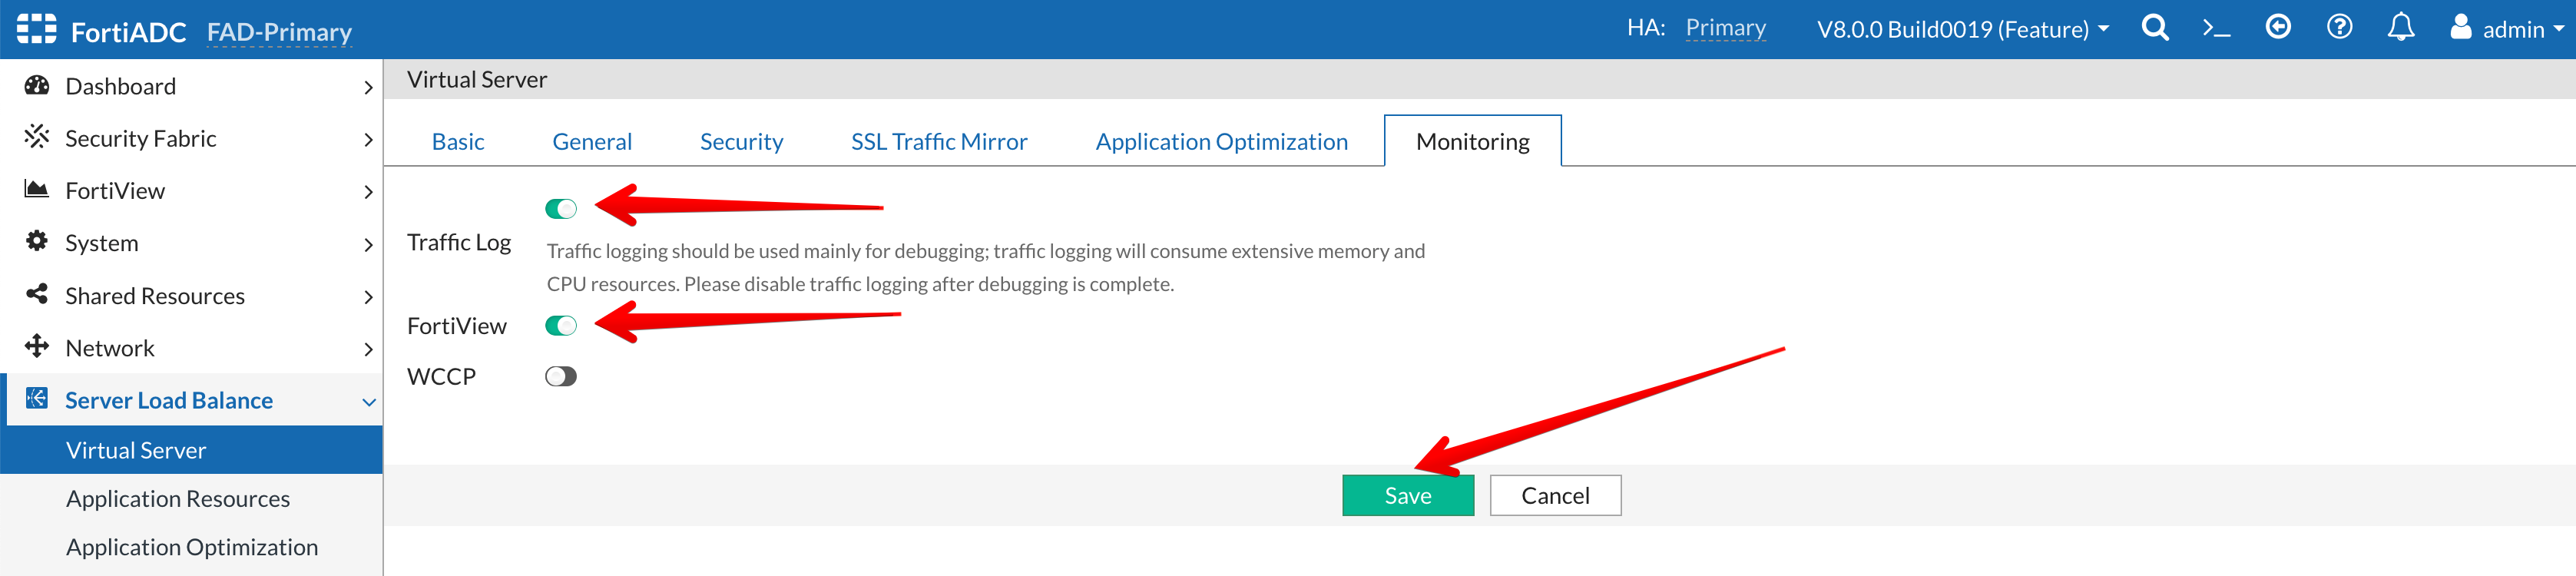 FortiADC FAD-Primary HA: Primary V8.0.0 Build0019 (Feature) admin
Dashboard
Security Fabric
FortiView
System
Shared Resources
Network
Server Load Balance
Virtual Server
Application Resources
Application Optimization
Virtual Server
Basic General Security SSL Traffic Mirror Application Optimization Monitoring
Traffic Log
Traffic logging should be used mainly for debugging; traffic logging will consume extensive memory and
CPU resources. Please disable traffic logging after debugging is complete.
FortiView
WCCP
Save Cancel